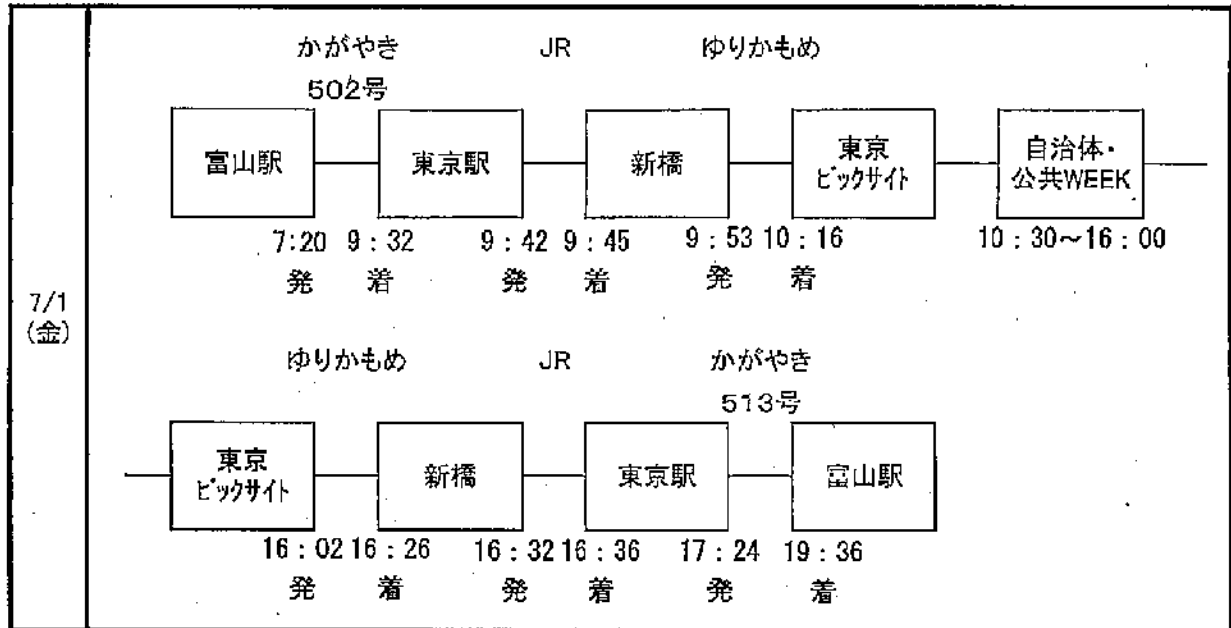 7/1
(金)
かがやき JR ゆりかもめ
502号
富山駅 東京駅 新橋 東京
ビックサイト 自治体・
公共WEEK
7:20 9:32 9:42 9:45 9:53 10:16 10:30~16:00
発 着 発 着 発 着
ゆりかもめ JR かがやき
513号
東京
ビックサイト 新橋 東京駅 富山駅
16:02 16:26 16:32 16:36 17:24 19:36
発 着 発 着 発 着